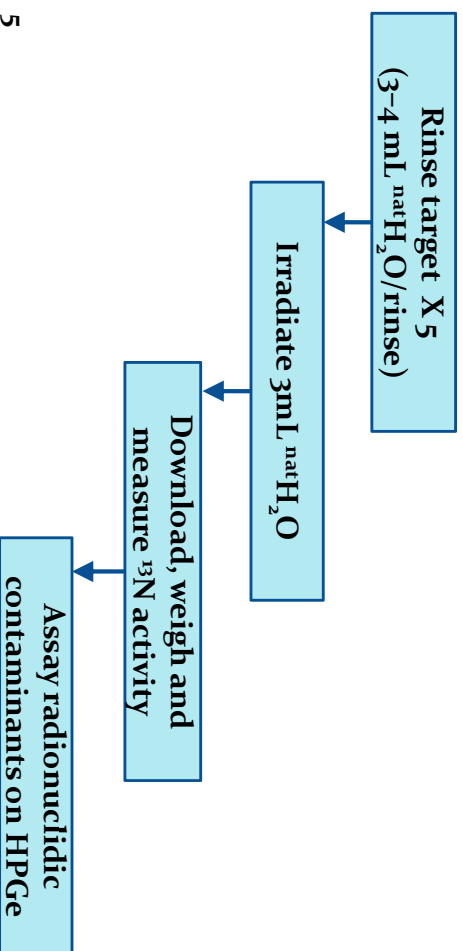 Rinse target X 5
(3–4 mL ⁿᵃᵗH₂O/rinse)
Irradiate 3mL ⁿᵃᵗH₂O
Download, weigh and
measure ¹³N activity
Assay radionuclidic
contaminants on HPGe
5